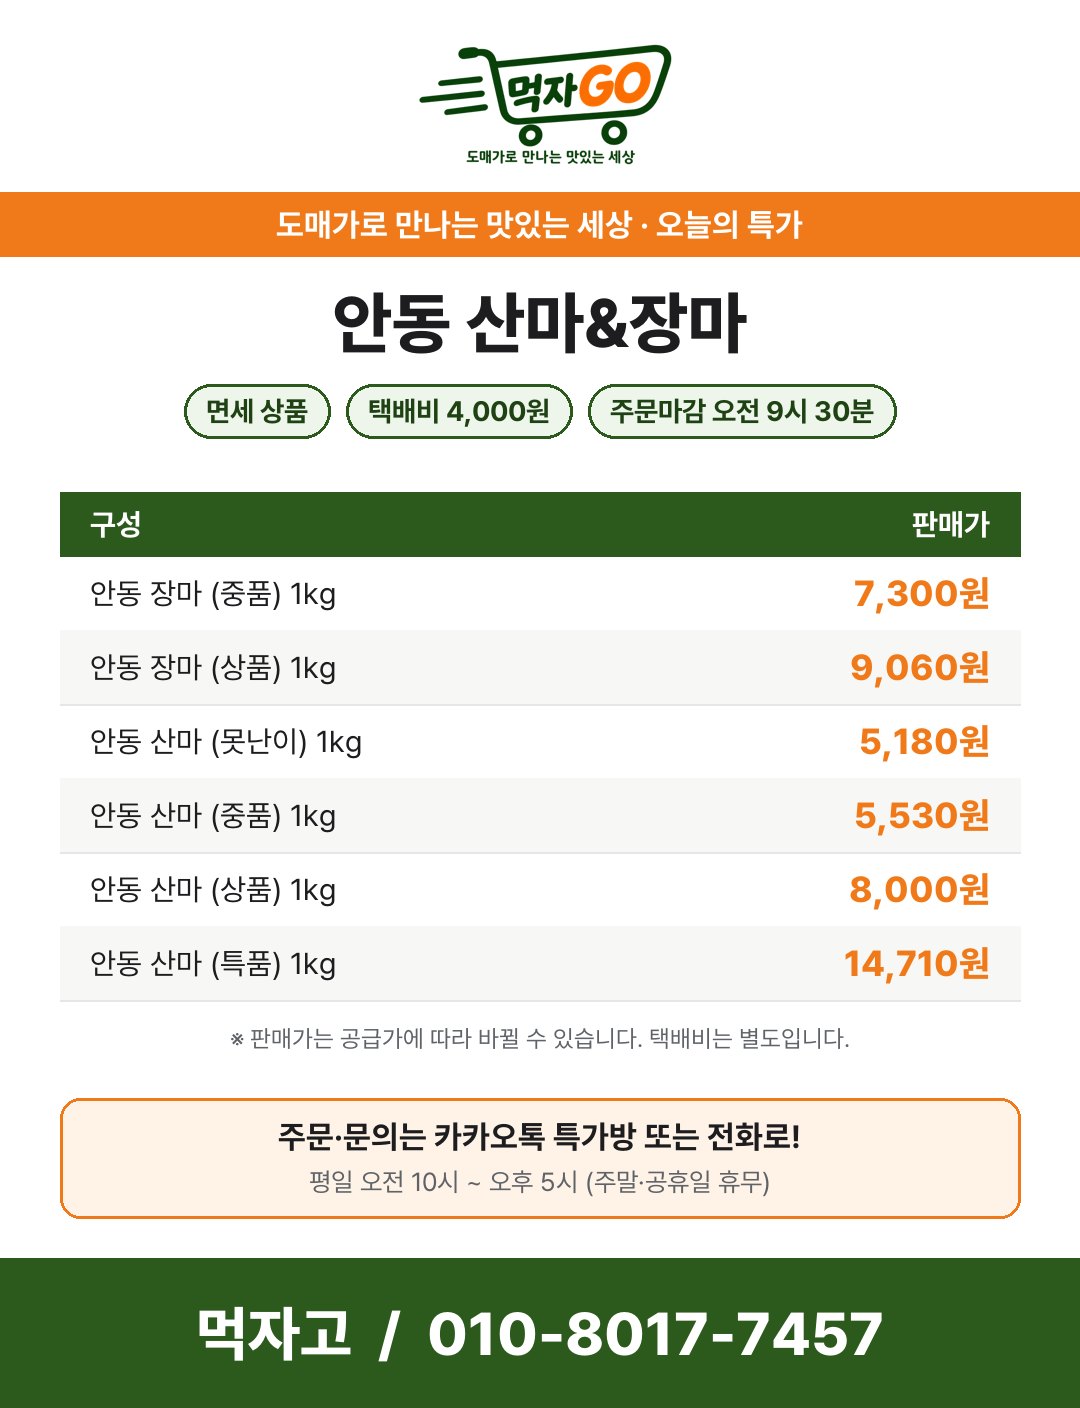 먹자GO
도매가로 만나는 맛있는 세상
도매가로 만나는 맛있는 세상 · 오늘의 특가
안동 산마&장마
면세 상품 택배비 4,000원 주문마감 오전 9시 30분
구성 판매가
안동 장마 (중품) 1kg 7,300원
안동 장마 (상품) 1kg 9,060원
안동 산마 (못난이) 1kg 5,180원
안동 산마 (중품) 1kg 5,530원
안동 산마 (상품) 1kg 8,000원
안동 산마 (특품) 1kg 14,710원
※ 판매가는 공급가에 따라 바뀔 수 있습니다. 택배비는 별도입니다.
주문·문의는 카카오톡 특가방 또는 전화로!
평일 오전 10시 ~ 오후 5시 (주말·공휴일 휴무)
먹자고 / 010-8017-7457